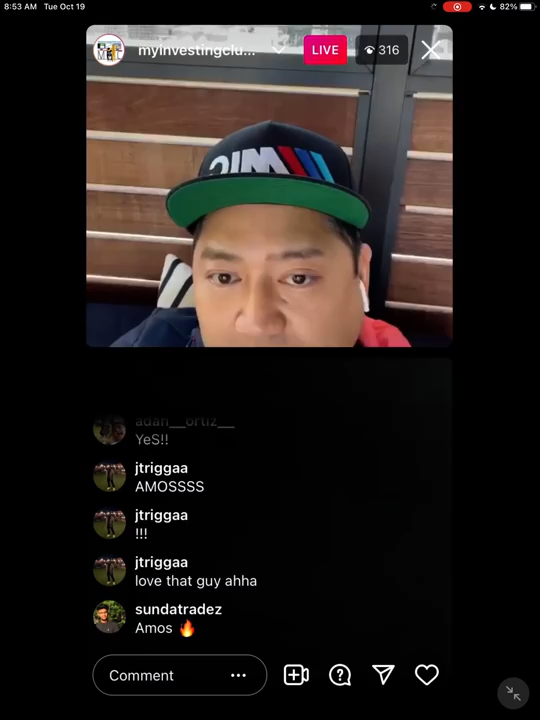 8:53 AM Tue Oct 19
82%
myinvestingclu...
LIVE
316
MIC
adan__ortiz__
YeS!!
jtriggaa
AMOSSSS
jtriggaa
!!!
jtriggaa
love that guy ahha
sundatradez
Amos 🔥
Comment